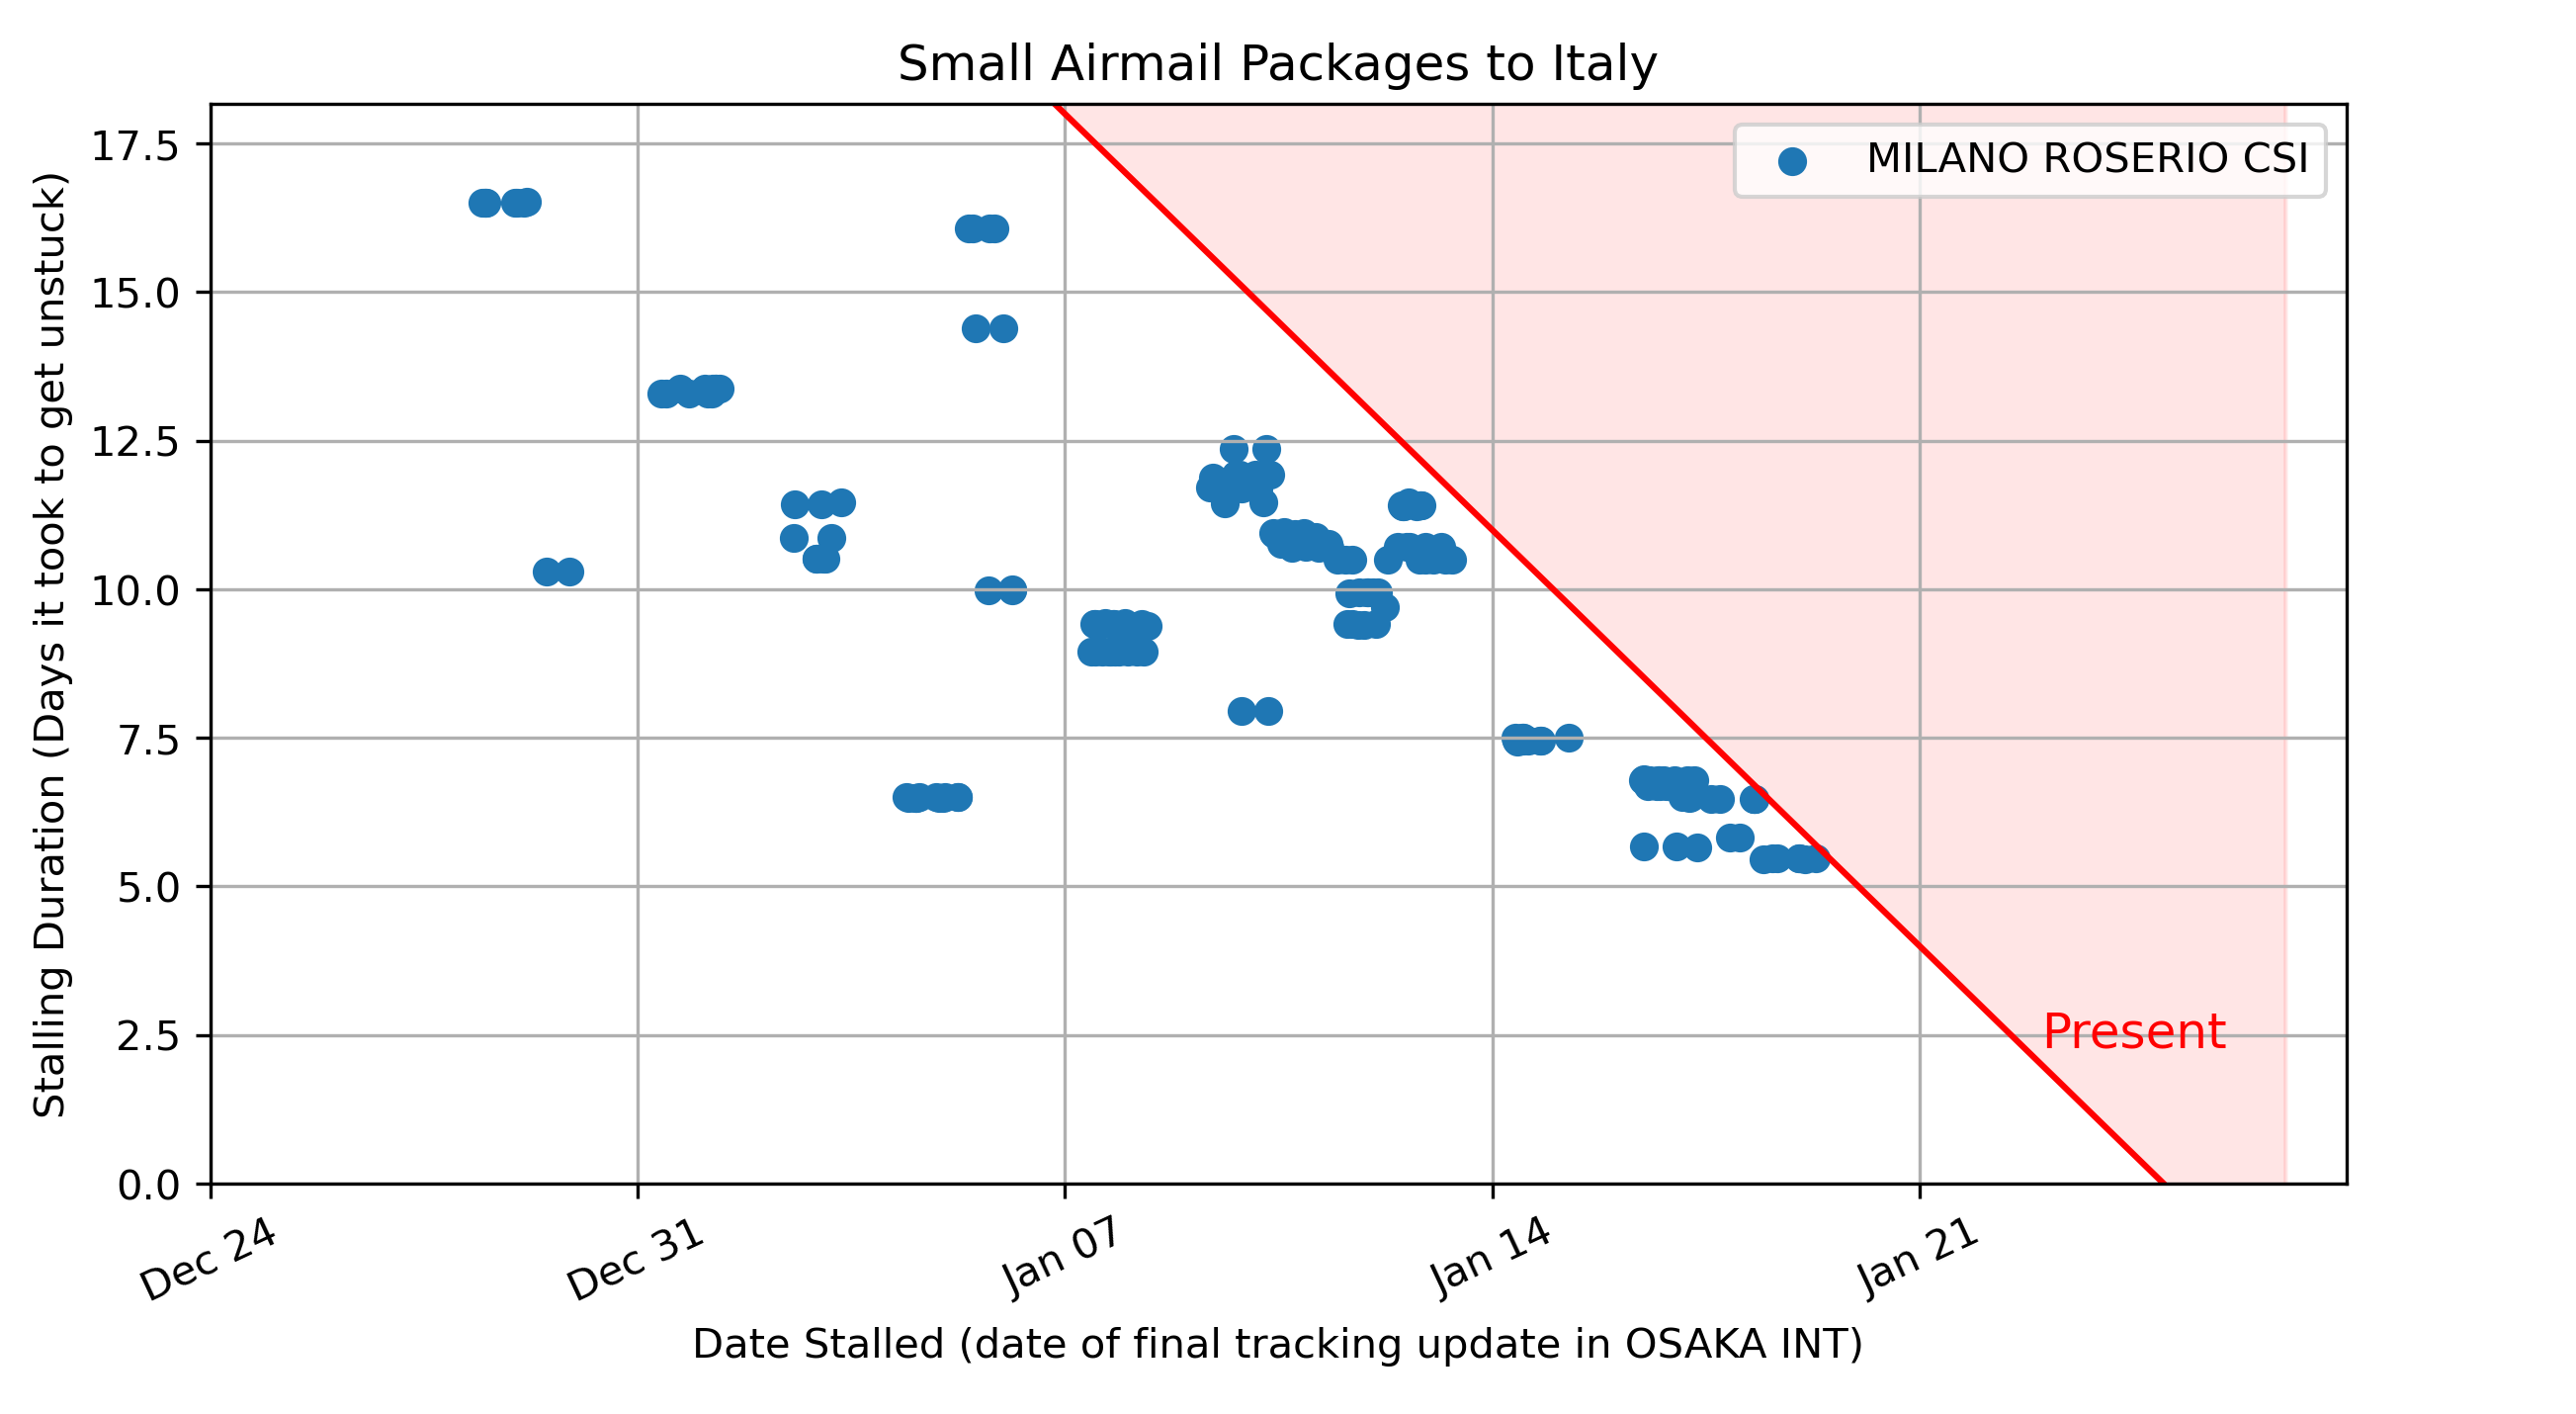 Small Airmail Packages to Italy
MILANO ROSERIO CSI
Stalling Duration (Days it took to get unstuck)
17.5
15.0
12.5
10.0
7.5
5.0
2.5
0.0
Present
Dec 24
Dec 31
Jan 07
Jan 14
Jan 21
Date Stalled (date of final tracking update in OSAKA INT)